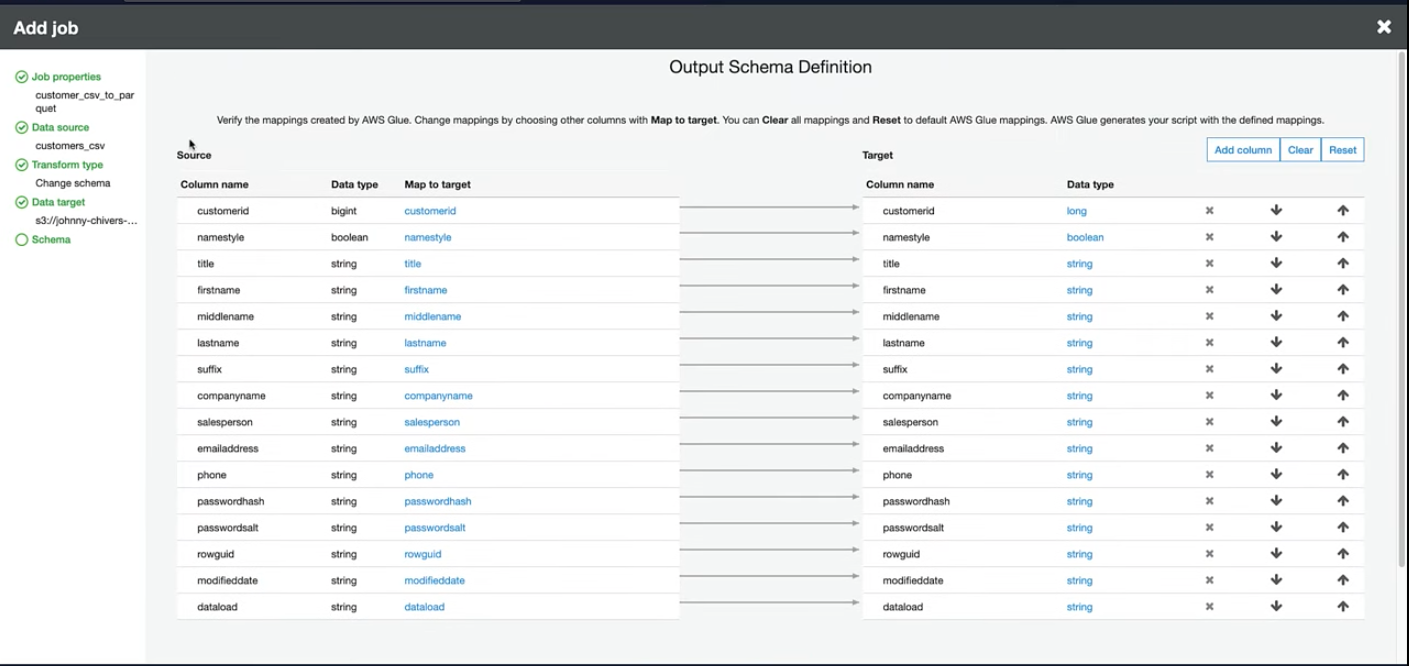 Add job
Job properties
customer_csv_to_par
quet
Data source
customers_csv
Transform type
Change schema
Data target
s3://johnny-chivers-...
Schema
Output Schema Definition
Verify the mappings created by AWS Glue. Change mappings by choosing other columns with Map to target. You can Clear all mappings and Reset to default AWS Glue mappings. AWS Glue generates your script with the defined mappings.
Source Target Add column Clear Reset
Column name Data type Map to target Column name Data type
customerid bigint customerid customerid long
namestyle boolean namestyle namestyle boolean
title string title title string
firstname string firstname firstname string
middlename string middlename middlename string
lastname string lastname lastname string
suffix string suffix suffix string
companyname string companyname companyname string
salesperson string salesperson salesperson string
emailaddress string emailaddress emailaddress string
phone string phone phone string
passwordhash string passwordhash passwordhash string
passwordsalt string passwordsalt passwordsalt string
rowguid string rowguid rowguid string
modifieddate string modifieddate modifieddate string
dataload string dataload dataload string